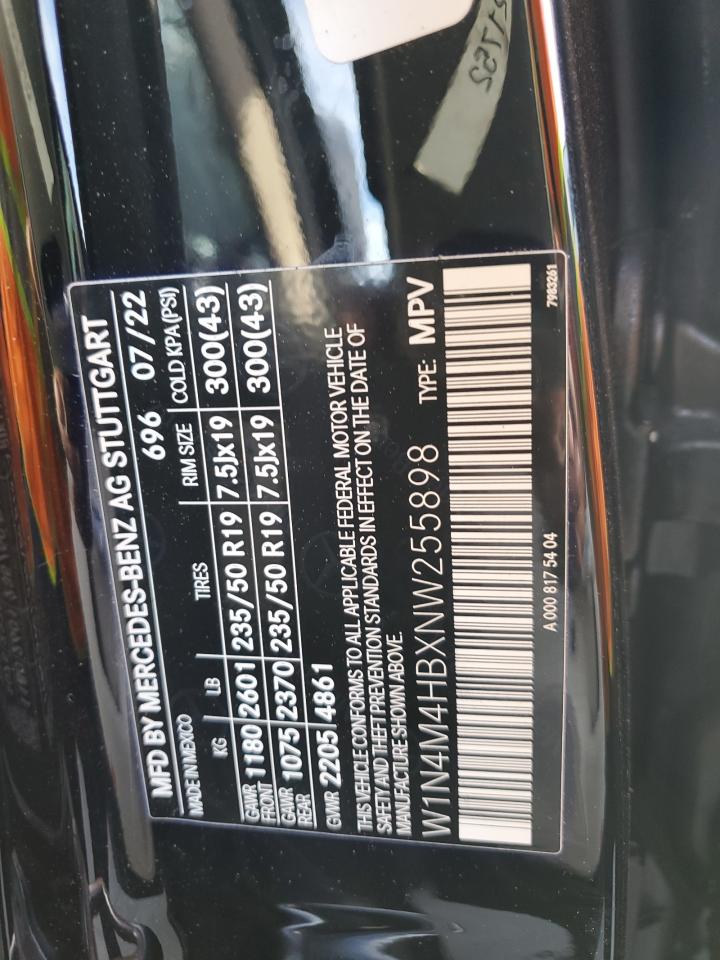 MFD BY MERCEDES-BENZ AG STUTTGART
696 07/22
MADE IN MEXICO
KG LB TIRES RIM SIZE COLD KPA(PSI)
GAWR FRONT 1180 2601 235/50 R19 7.5Jx19 300(43)
GAWR REAR 1075 2370 235/50 R19 7.5Jx19 300(43)
GVWR 2205 4861
THIS VEHICLE CONFORMS TO ALL APPLICABLE FEDERAL MOTOR VEHICLE
SAFETY AND THEFT PREVENTION STANDARDS IN EFFECT ON THE DATE OF
MANUFACTURE SHOWN ABOVE.
W1N4M4HBXNW255898 TYPE: MPV
A 000 817 54 04 7983261